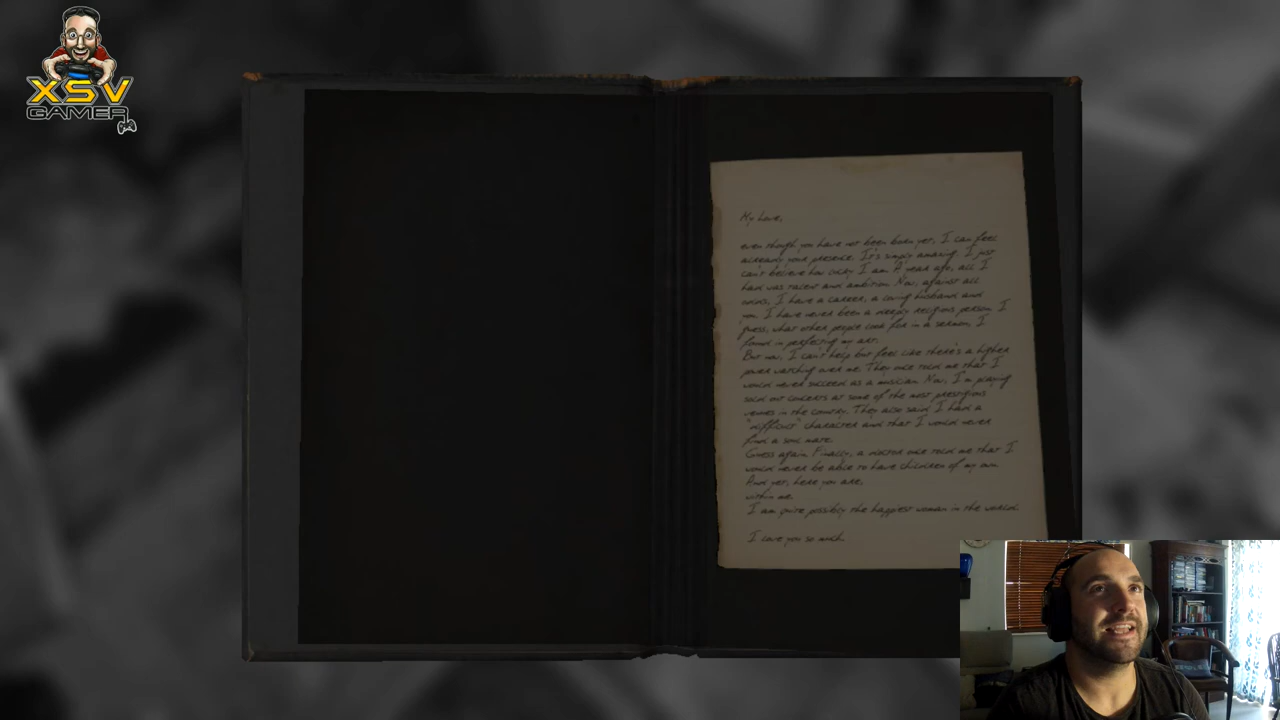 XSV
GAMER
My Love,
even though you have not been born yet, I can feel
already your presence. It's simply amazing. I just
can't believe how lucky I am. A year ago, all I
had was talent and ambition. Now, against all
odds, I have a career, a loving husband and
you. I have never been a deeply religious person. I
guess, what other people look for in a sermon, I
found in perfecting my art.
But now, I can't help but feel like there's a higher
power watching over me. They once told me that I
would never succeed as a musician. Now, I'm playing
sold out concerts at some of the most prestigious
venues in the country. They also said I had a
"difficult" character and that I would never
find a soul mate.
Guess again. Finally, a doctor once told me that I
would never be able to have children of my own.
And yet, here you are.
within me.
I am quite possibly the happiest woman in the world.
I love you so much.